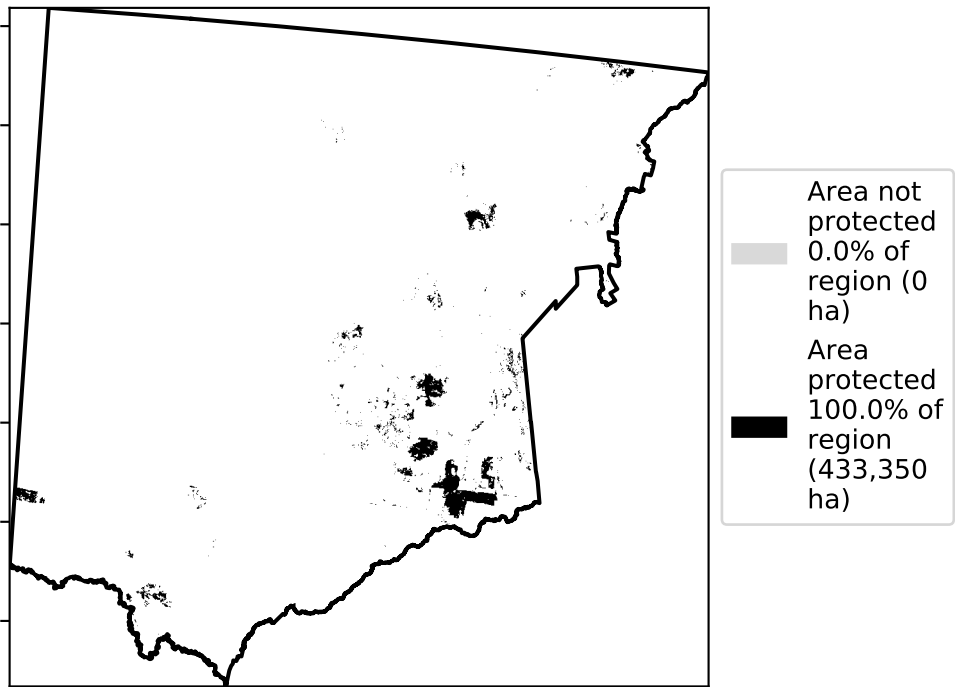 Area not
protected
0.0% of
region (0
ha)
Area
protected
100.0% of
region
(433,350
ha)